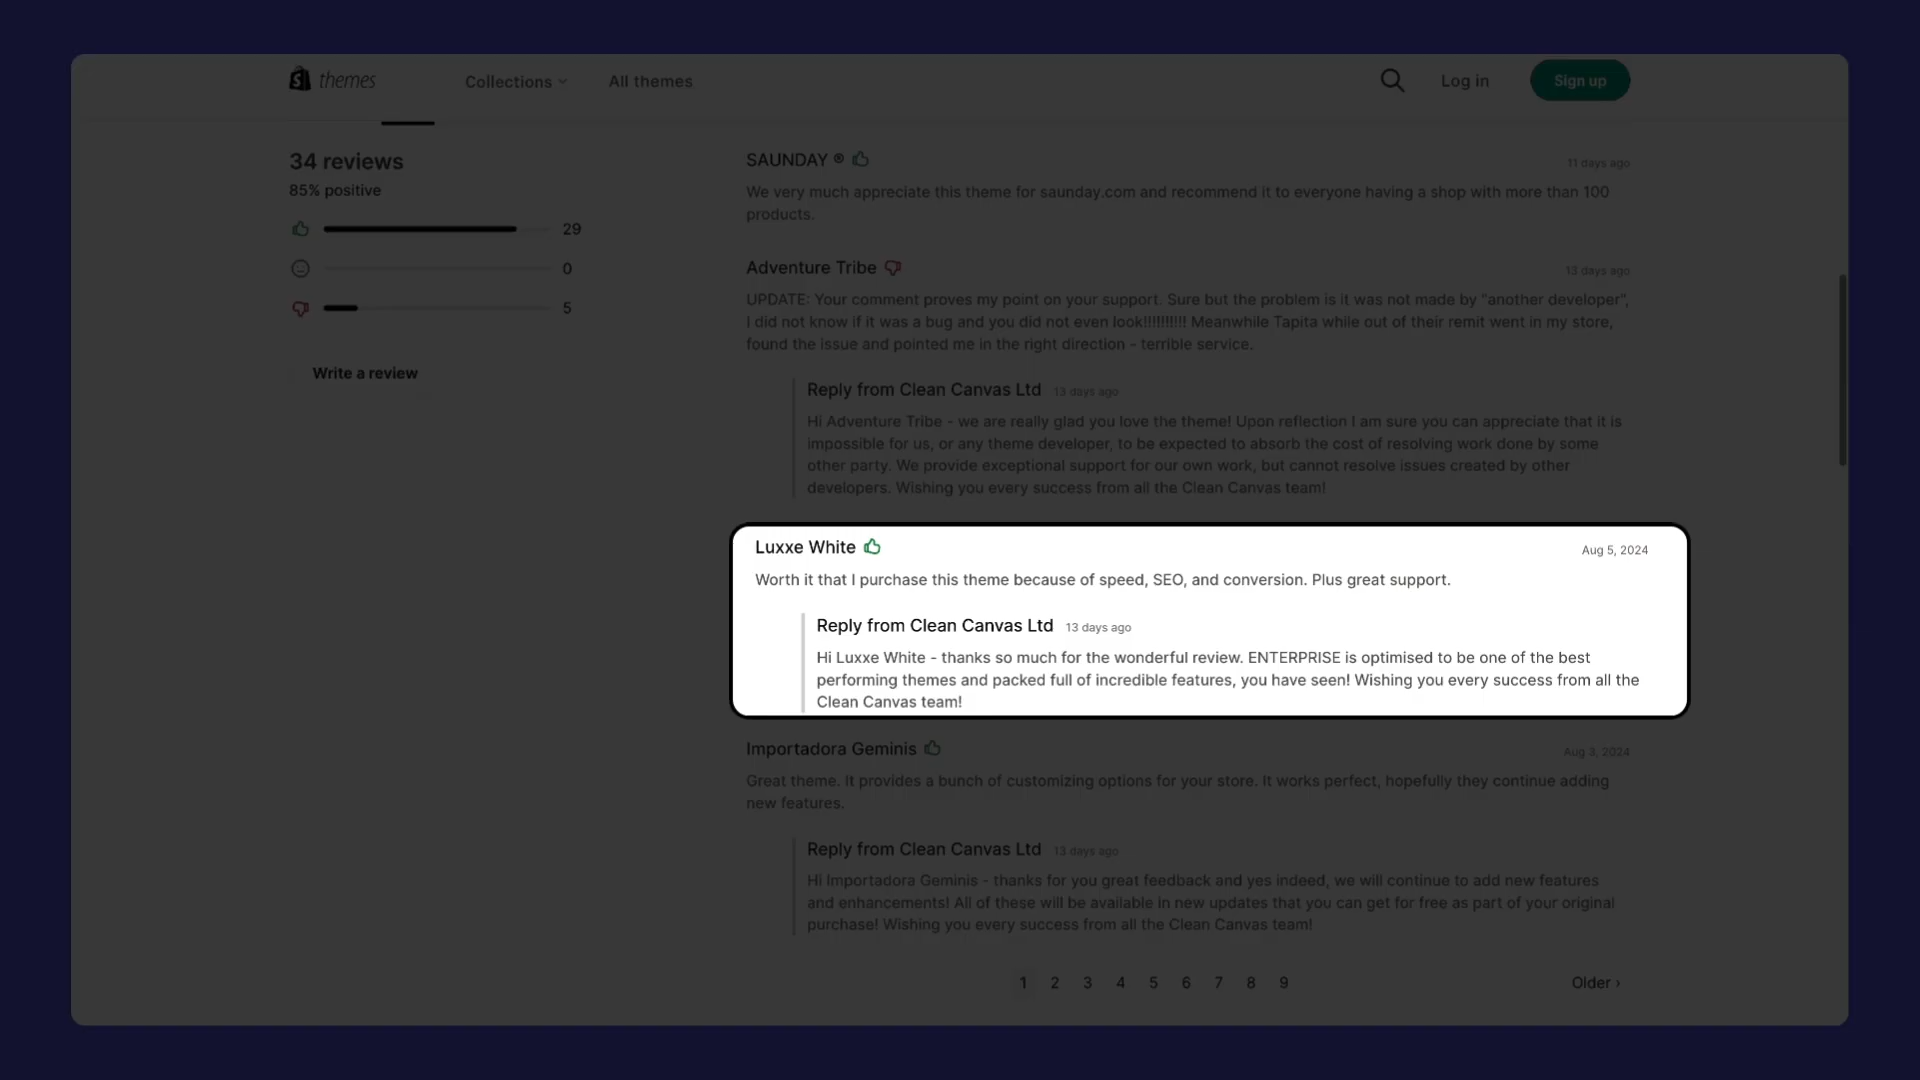 themes
Collections
All themes
Log in
Sign up
34 reviews
85% positive
29
0
5
Write a review
SAUNDAY ®
11 days ago
We very much appreciate this theme for saunday.com and recommend it to everyone having a shop with more than 100
products.
Adventure Tribe
13 days ago
UPDATE: Your comment proves my point on your support. Sure but the problem is it was not made by "another developer",
I did not know if it was a bug and you did not even look!!!!!!!!!! Meanwhile Tapita while out of their remit went in my store,
found the issue and pointed me in the right direction - terrible service.
Reply from Clean Canvas Ltd 13 days ago
Hi Adventure Tribe - we are really glad you love the theme! Upon reflection I am sure you can appreciate that it is
impossible for us, or any theme developer, to be expected to absorb the cost of resolving work done by some
other party. We provide exceptional support for our own work, but cannot resolve issues created by other
developers. Wishing you every success from all the Clean Canvas team!
Luxxe White
Aug 5, 2024
Worth it that I purchase this theme because of speed, SEO, and conversion. Plus great support.
Reply from Clean Canvas Ltd 13 days ago
Hi Luxxe White - thanks so much for the wonderful review. ENTERPRISE is optimised to be one of the best
performing themes and packed full of incredible features, you have seen! Wishing you every success from all the
Clean Canvas team!
Importadora Geminis
Aug 3, 2024
Great theme. It provides a bunch of customizing options for your store. It works perfect, hopefully they continue adding
new features.
Reply from Clean Canvas Ltd 13 days ago
Hi Importadora Geminis - thanks for you great feedback and yes indeed, we will continue to add new features
and enhancements! All of these will be available in new updates that you can get for free as part of your original
purchase! Wishing you every success from all the Clean Canvas team!
1 2 3 4 5 6 7 8 9
Older ›